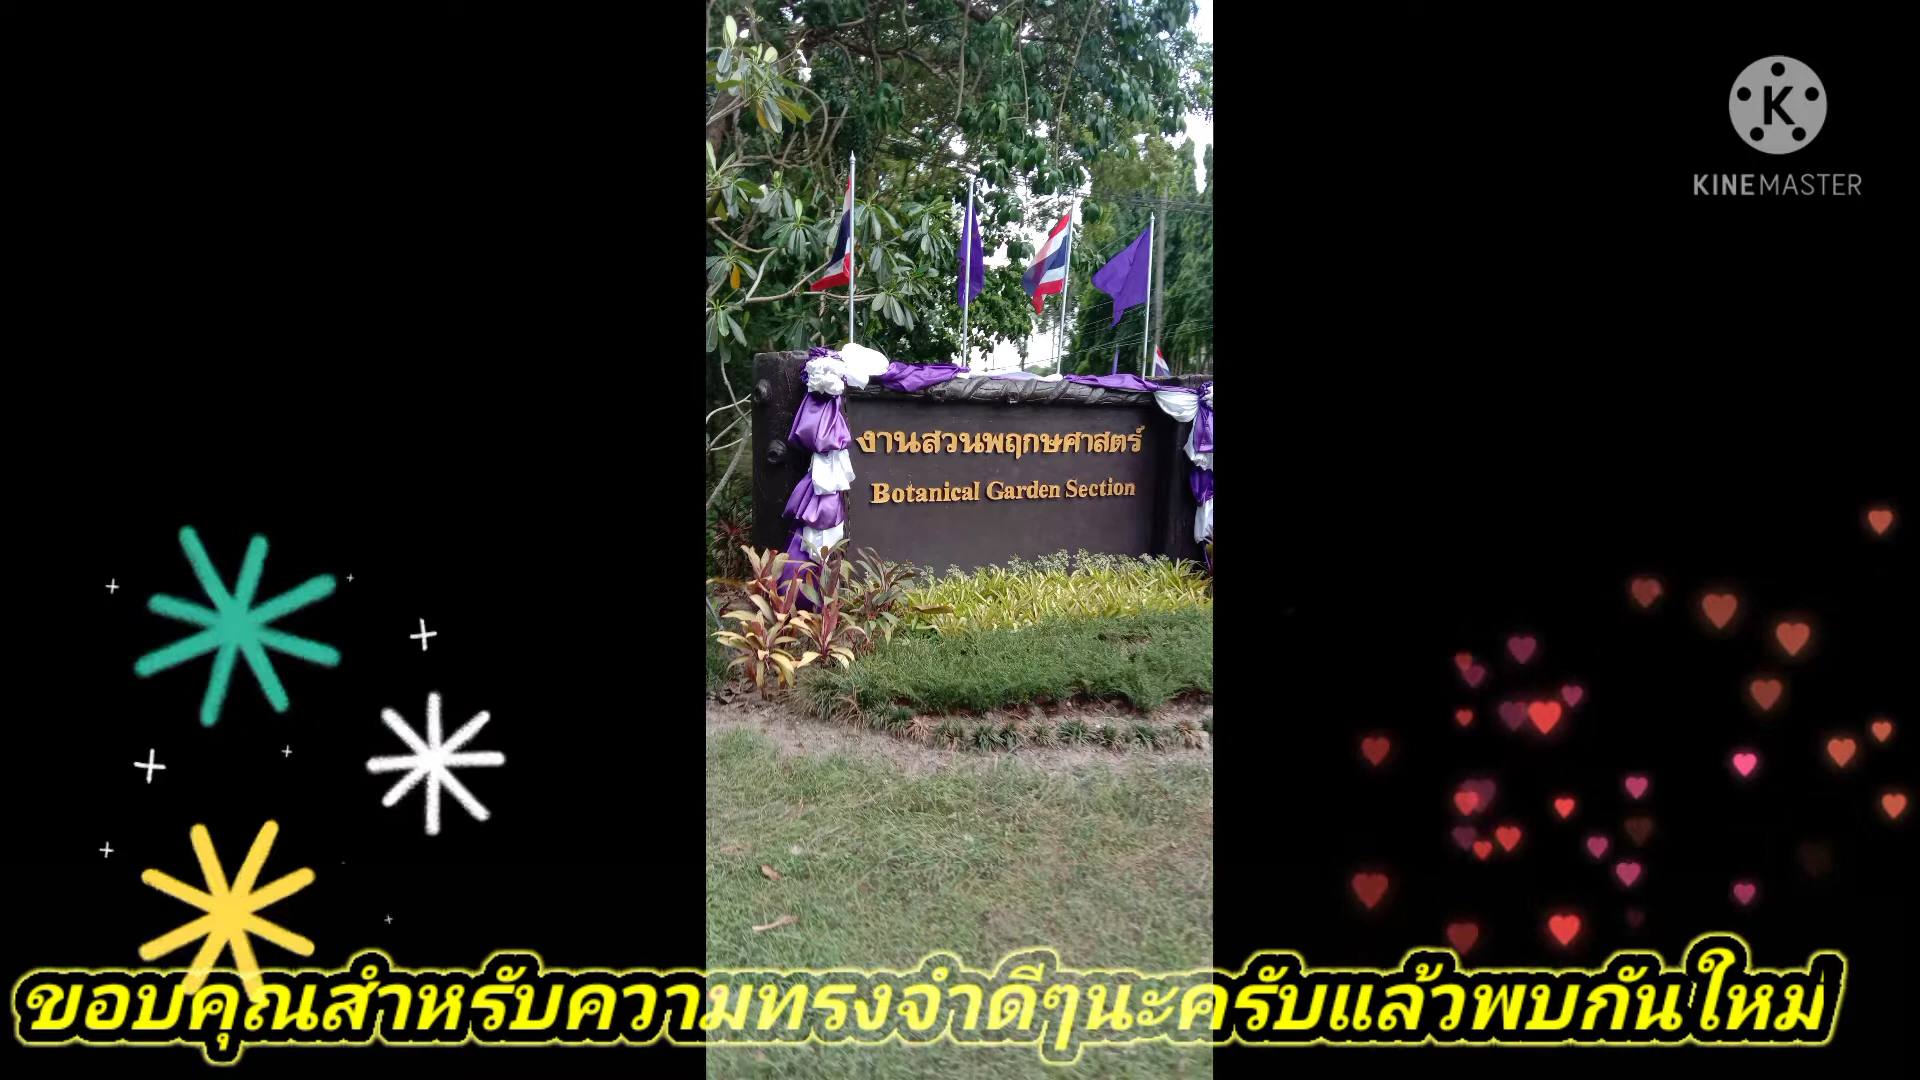 K
KINEMASTER
งานสวนพฤกษศาสตร์
Botanical Garden Section
ขอบคุณสำหรับความทรงจำดีๆนะครับแล้วพบกันใหม่